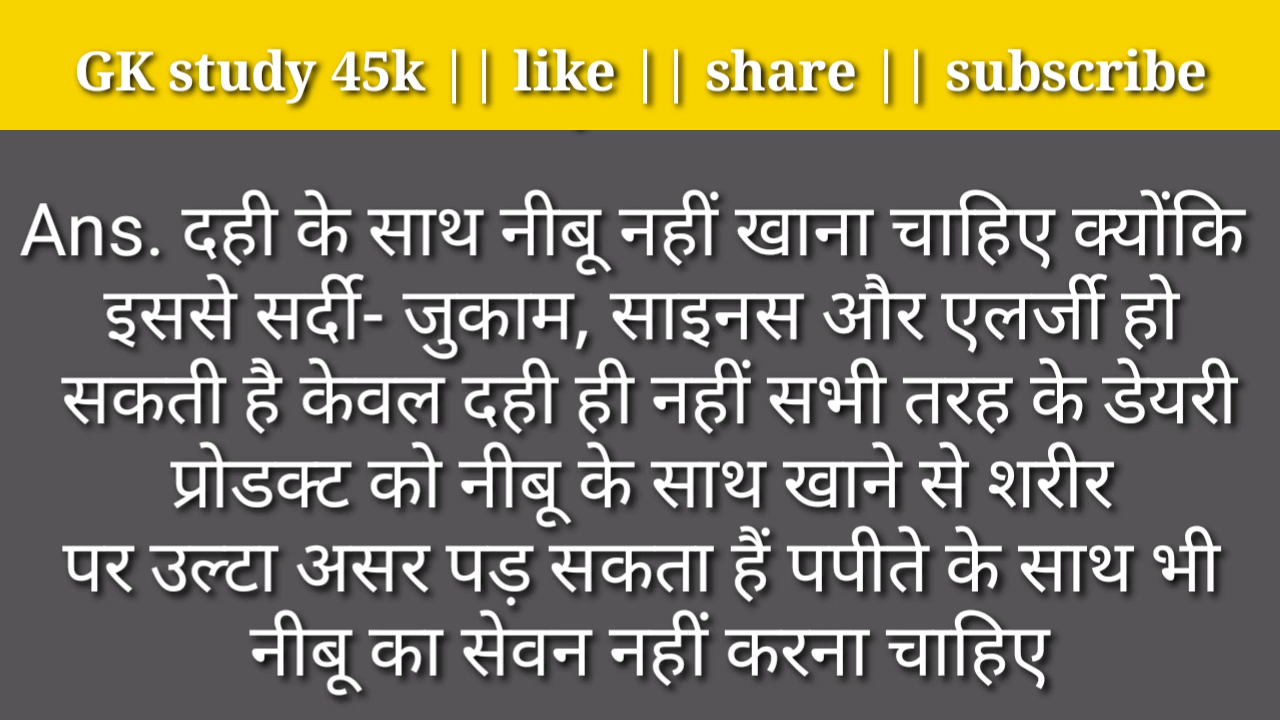 GK study 45k || like || share || subscribe
Ans. दही के साथ नीबू नहीं खाना चाहिए क्योंकि
इससे सर्दी- जुकाम, साइनस और एलर्जी हो
सकती है केवल दही ही नहीं सभी तरह के डेयरी
प्रोडक्ट को नीबू के साथ खाने से शरीर
पर उल्टा असर पड़ सकता हैं पपीते के साथ भी
नीबू का सेवन नहीं करना चाहिए